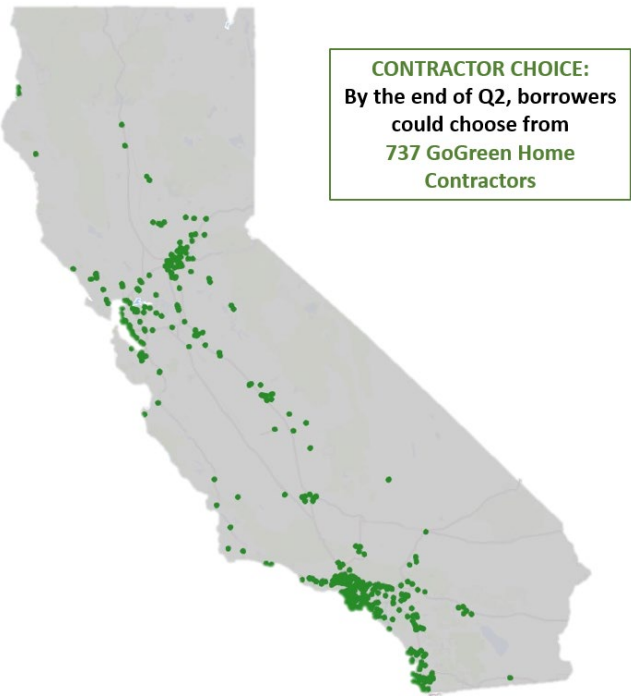 CONTRACTOR CHOICE:
By the end of Q2, borrowers
could choose from
737 GoGreen Home
Contractors